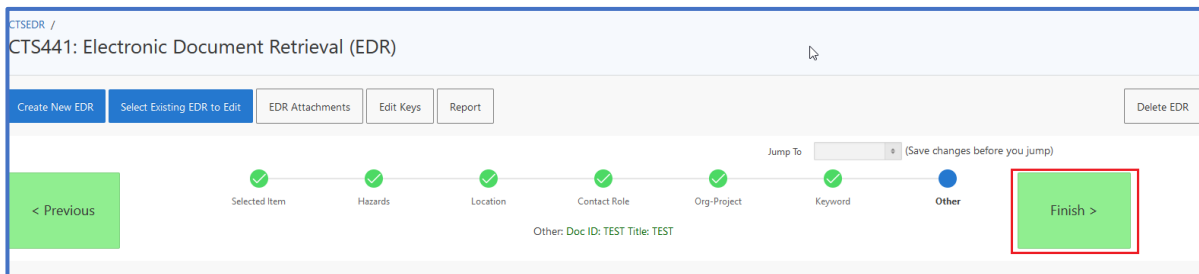 CTSEDR /
CTS441: Electronic Document Retrieval (EDR)
Create New EDR
Select Existing EDR to Edit
EDR Attachments
Edit Keys
Report
Delete EDR
Jump To
(Save changes before you jump)
< Previous
Selected Item
Hazards
Location
Contact Role
Org-Project
Keyword
Other
Finish >
Other: Doc ID: TEST Title: TEST